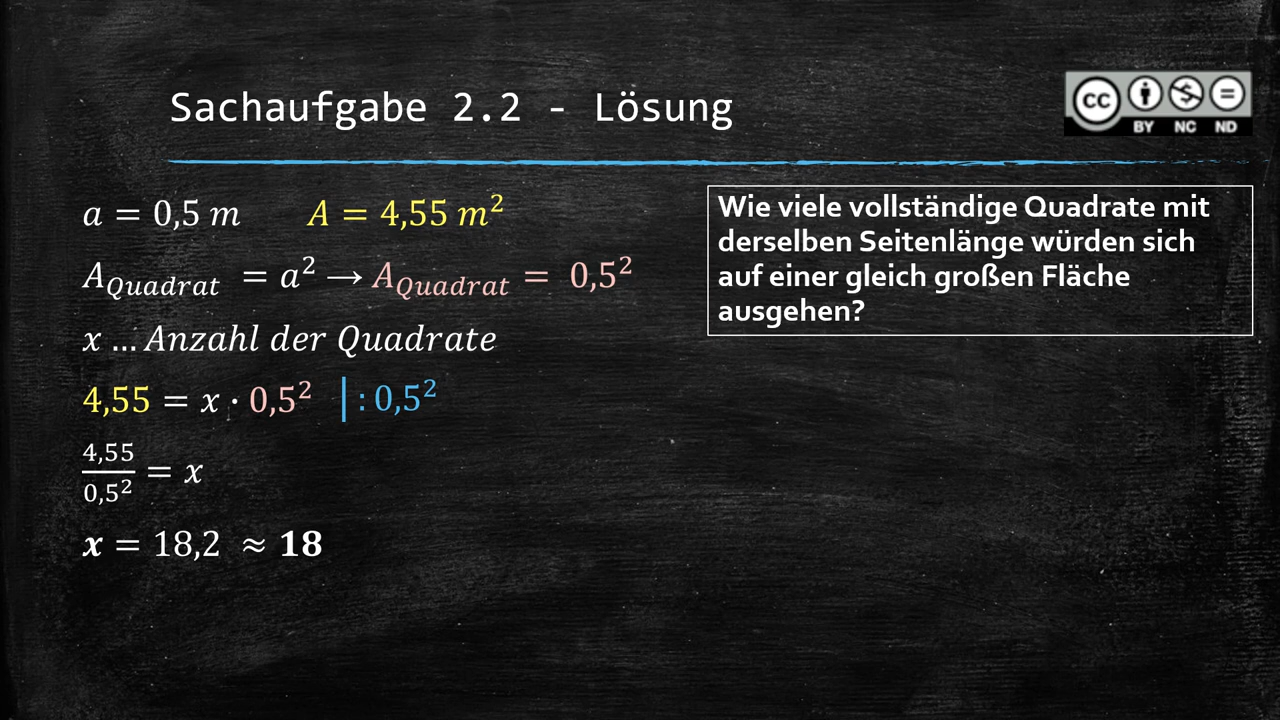 Sachaufgabe 2.2 - Lösung
cc
BY NC ND
a = 0,5 m A = 4,55 m²
A_Quadrat = a² → A_Quadrat = 0,5²
x … Anzahl der Quadrate
4,55 = x · 0,5² | : 0,5²
4,55
0,5²
= x
x = 18,2 ≈ 18
Wie viele vollständige Quadrate mit
derselben Seitenlänge würden sich
auf einer gleich großen Fläche
ausgehen?